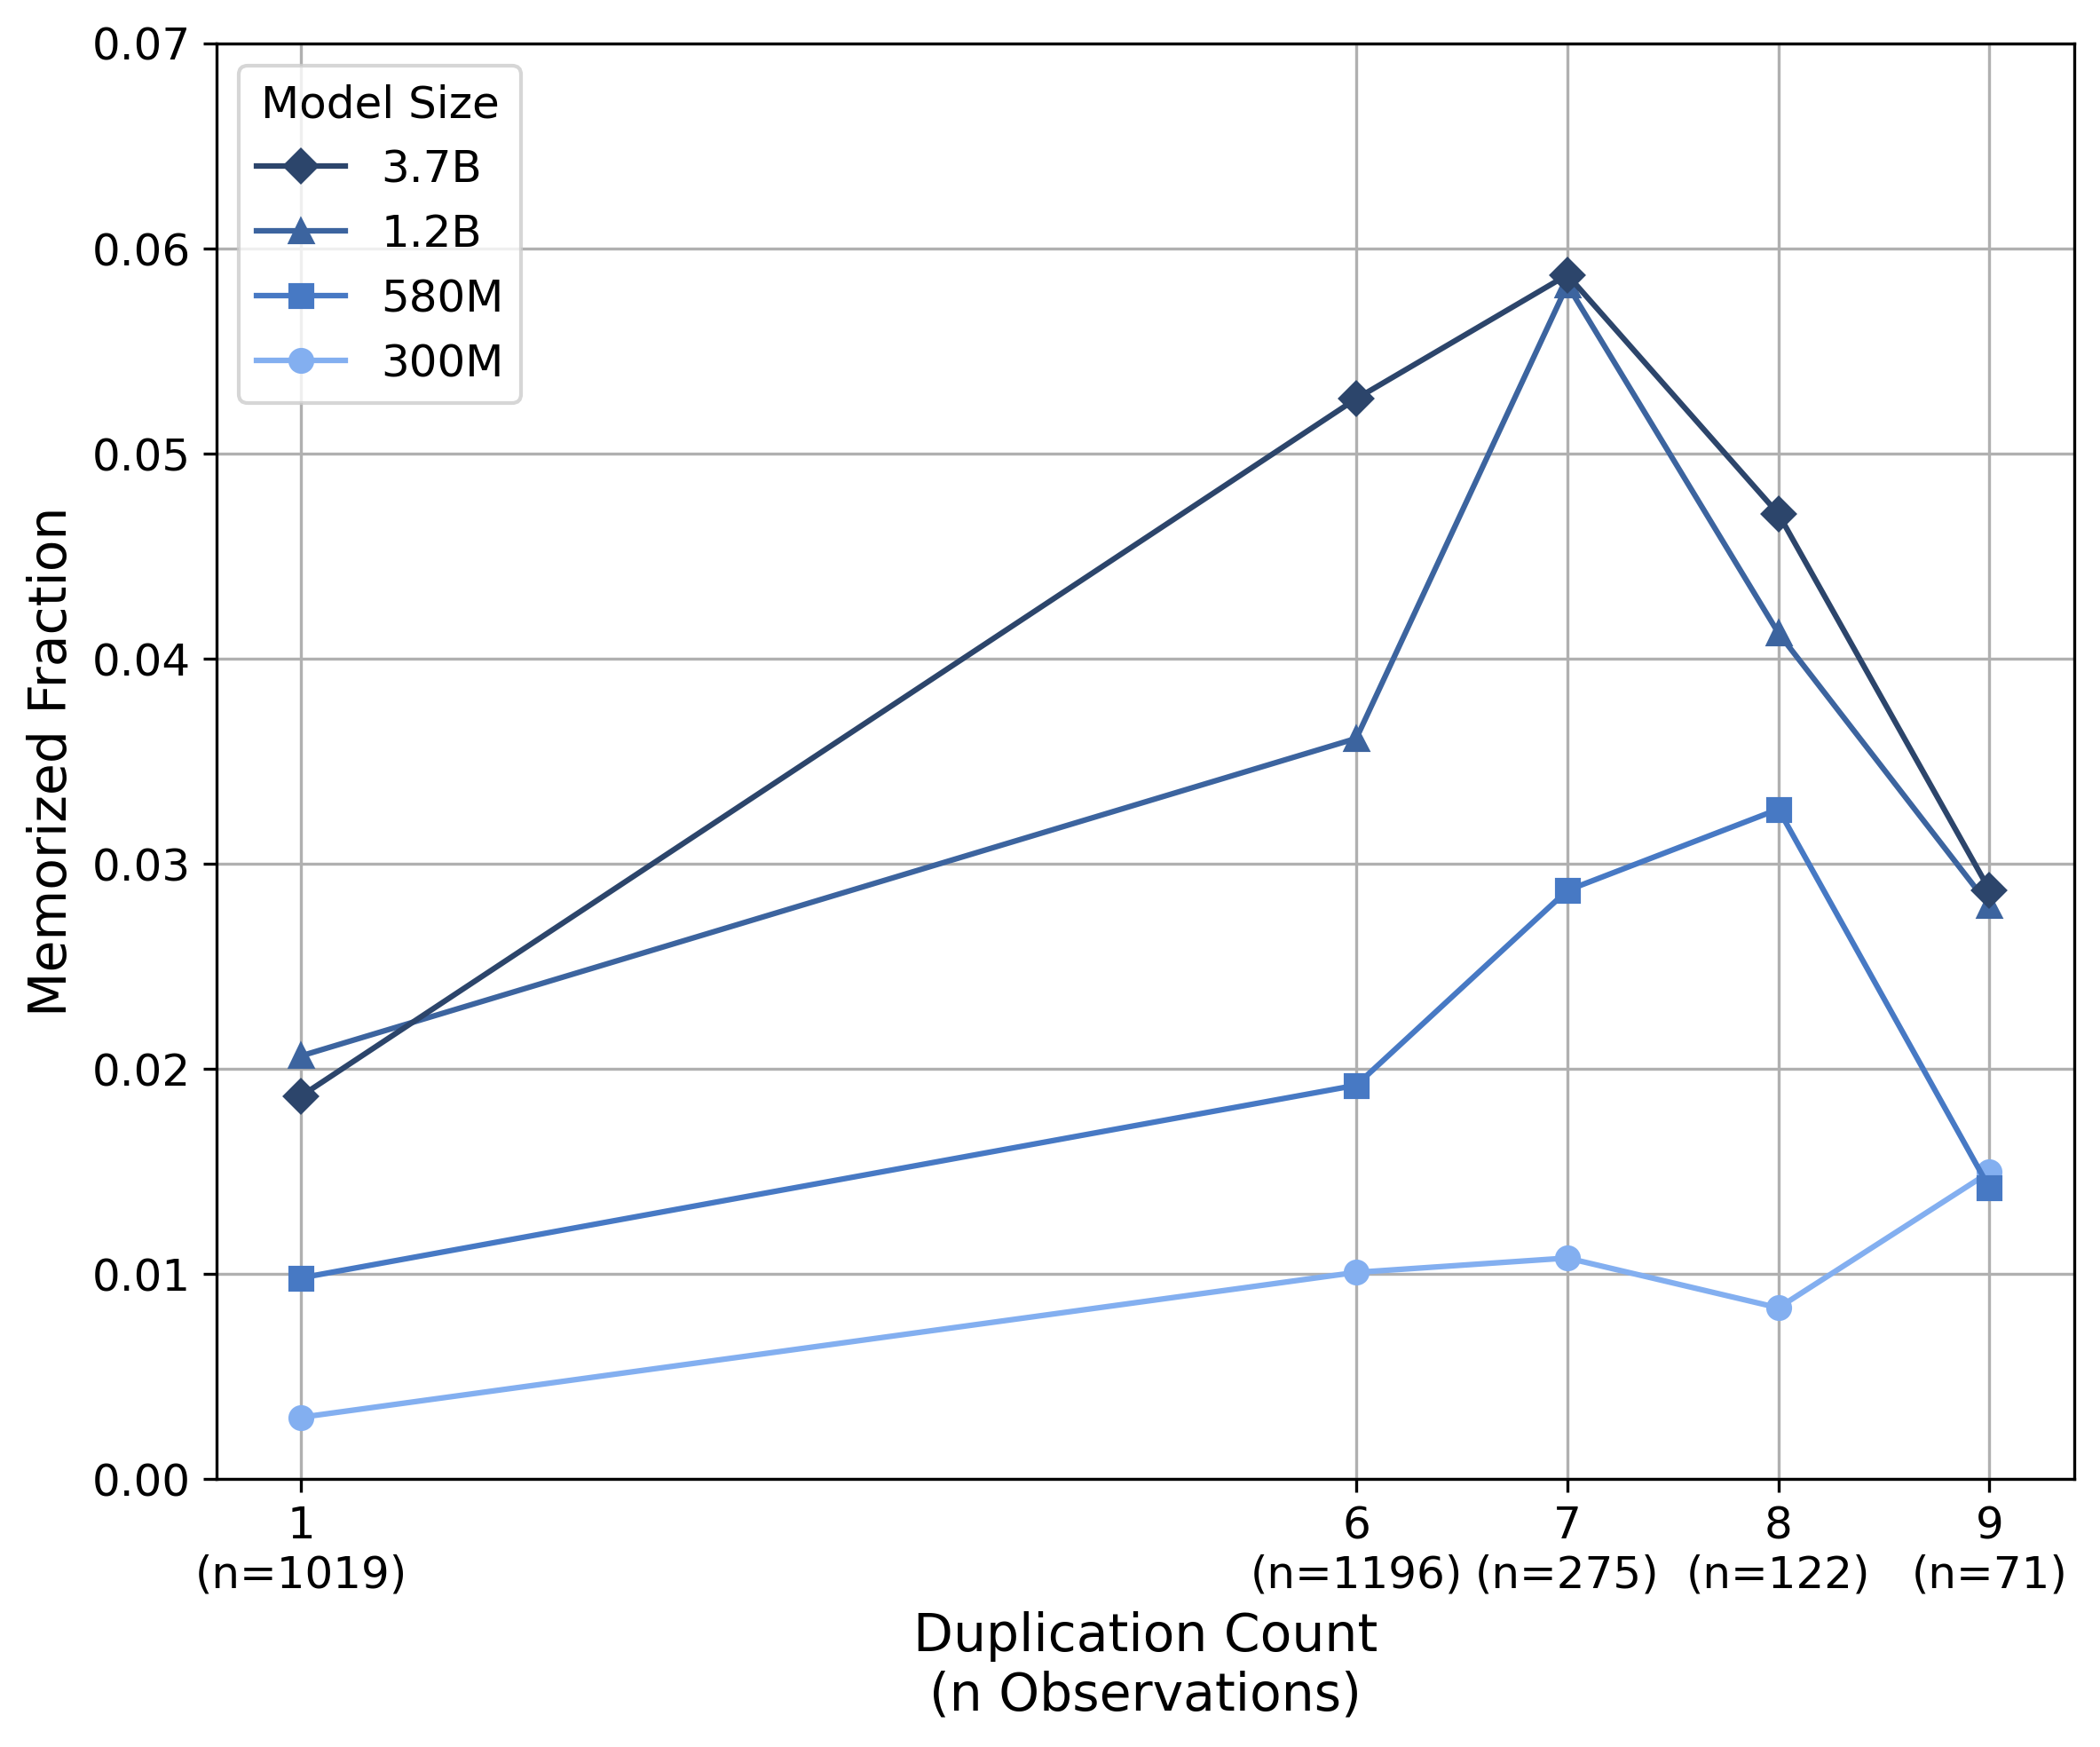 0.07
0.06
0.05
0.04
0.03
0.02
0.01
0.00
Memorized Fraction
Model Size
3.7B
1.2B
580M
300M
1
(n=1019)
6
(n=1196)
7
(n=275)
8
(n=122)
9
(n=71)
Duplication Count
(n Observations)